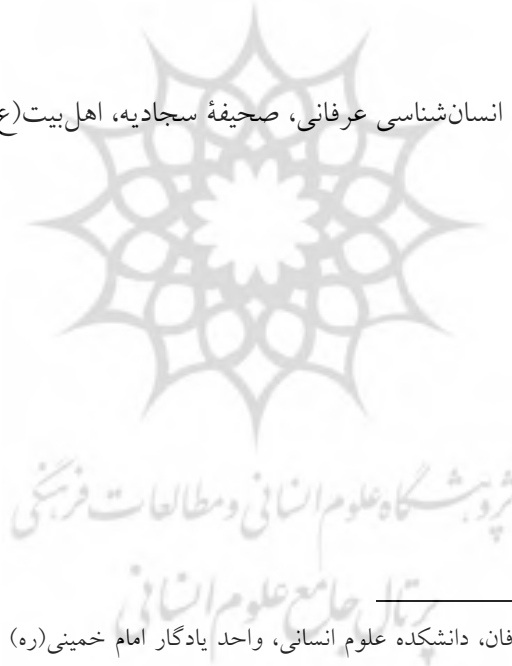 انسان‌شناسی عرفانی، صحیفهٔ سجادیه، اهل‌بیت(ع
پژوهشگاه علوم انسانی و مطالعات فرهنگی
پرتال جامع علوم انسانی
دانشکده علوم انسانی، واحد یادگار امام خمینی(ره)